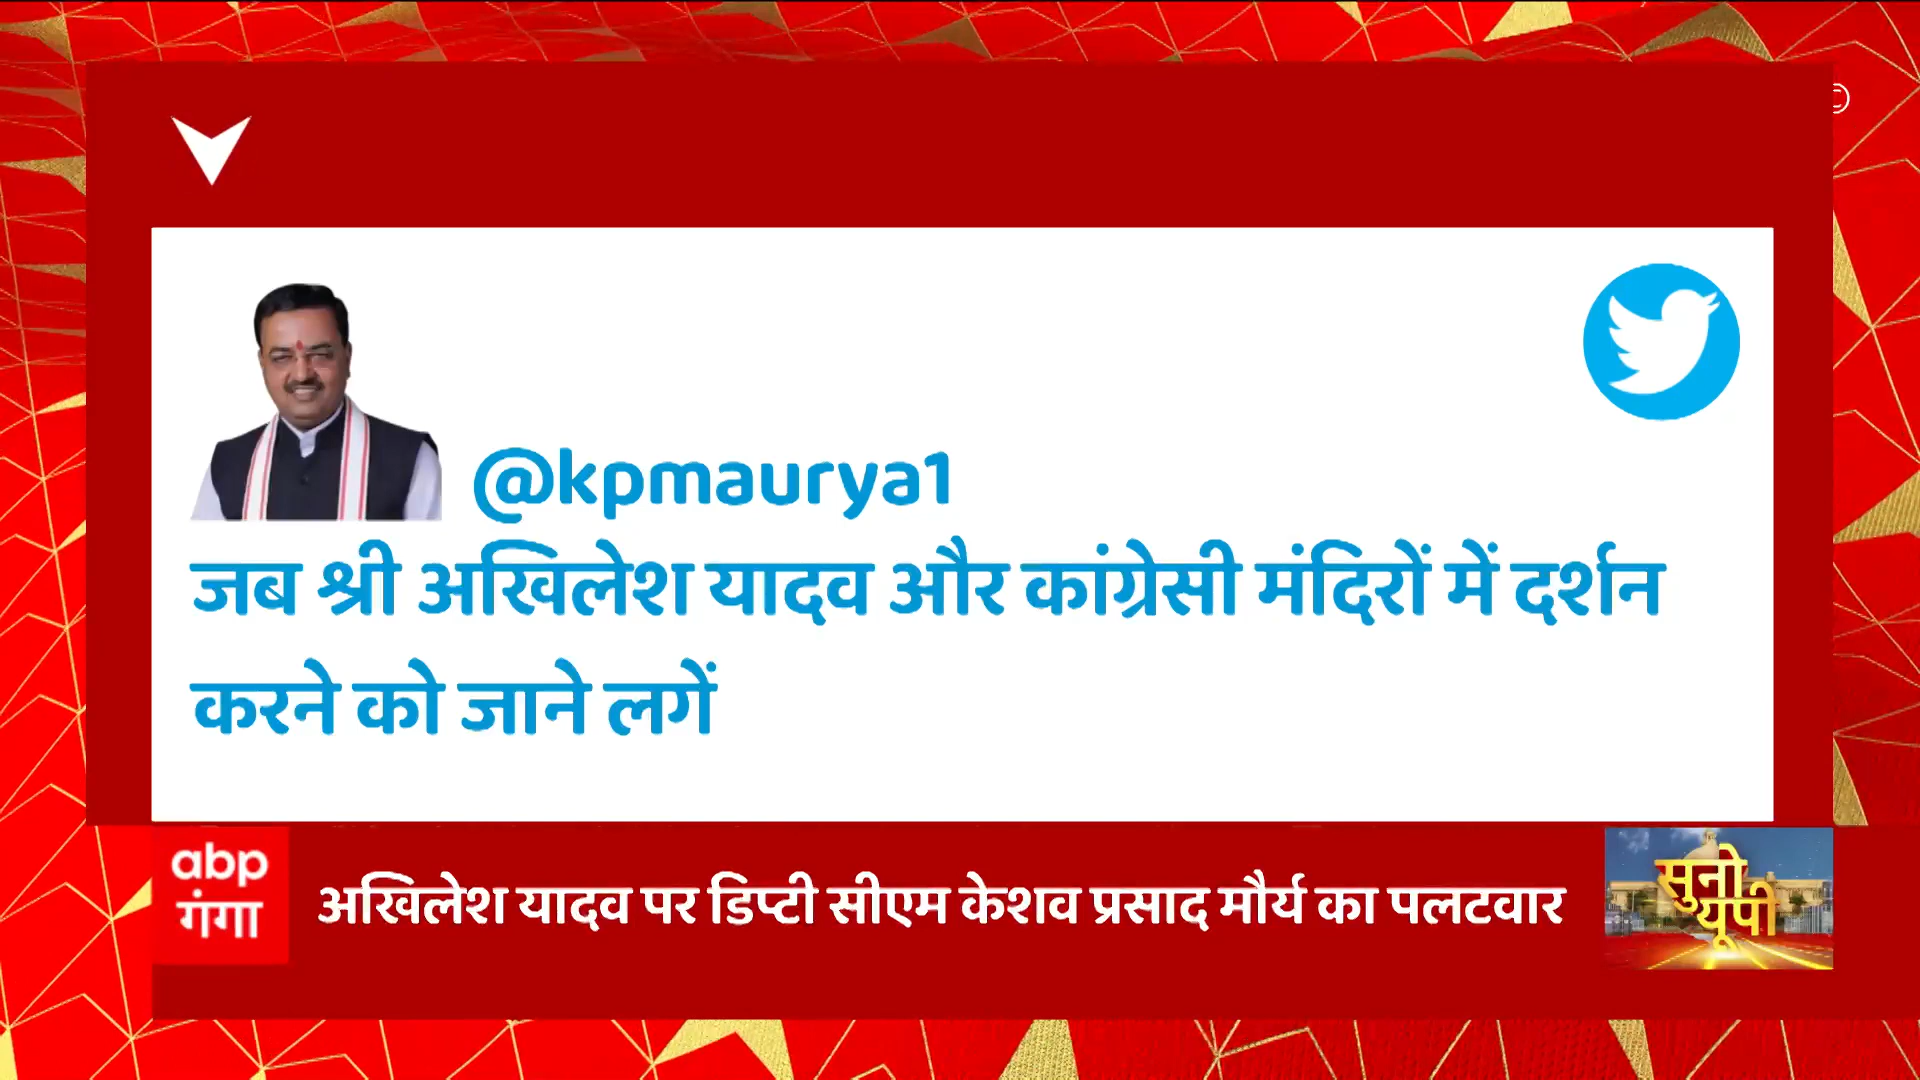 ©
@kpmaurya1
जब श्री अखिलेश यादव और कांग्रेसी मंदिरों में दर्शन
करने को जाने लगें
abp
गंगा
अखिलेश यादव पर डिप्टी सीएम केशव प्रसाद मौर्य का पलटवार
सुनो
यूपी